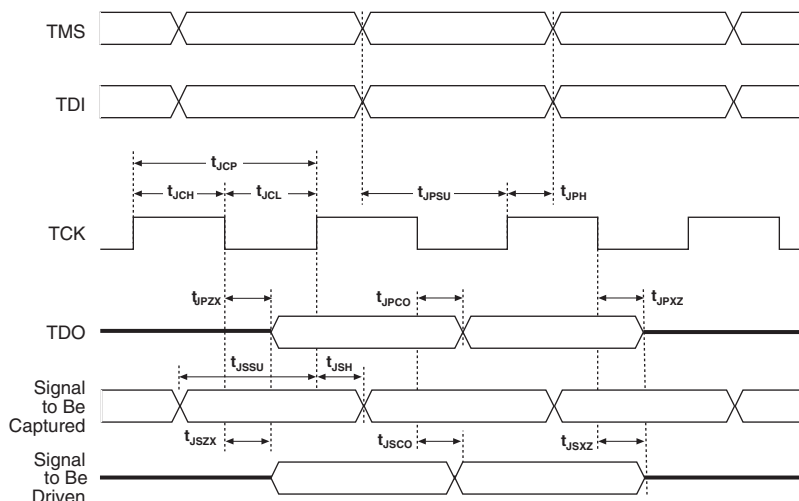 TMS
TDI
tJCP
tJCH
tJCL
tJPSU
tJPH
TCK
tJPZX
tJPCO
tJPXZ
TDO
tJSSU
tJSH
Signal
to Be
Captured
tJSZX
tJSCO
tJSXZ
Signal
to Be
Driven